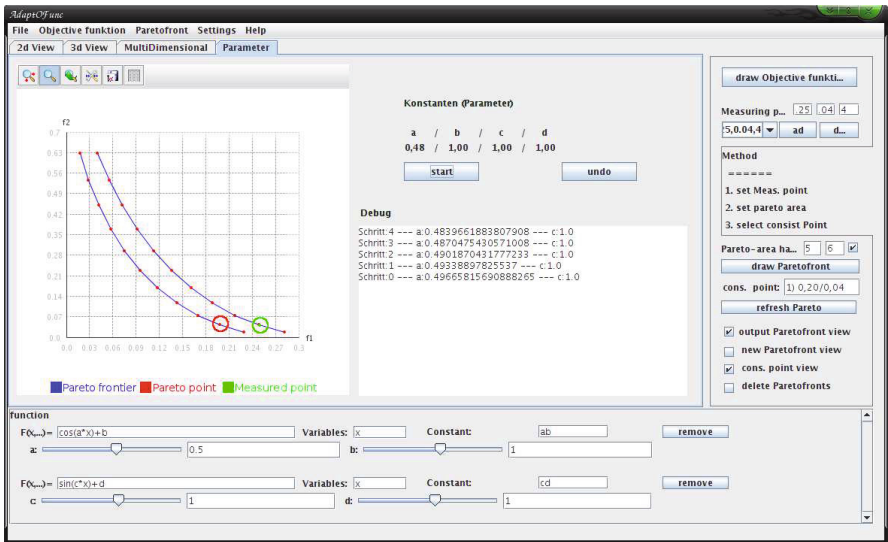 AdaptOFunc
File Objective funktion Paretofront Settings Help
2d View 3d View MultiDimensional Parameter
f2
0.7
0.63
0.56
0.49
0.42
0.35
0.28
0.21
0.14
0.07
0.0
0.0 0.03 0.06 0.09 0.12 0.15 0.18 0.21 0.24 0.27 0.3
f1
Pareto frontier Pareto point Measured point
Konstanten (Parameter)
a / b / c / d
0,48 / 1,00 / 1,00 / 1,00
start undo
Debug
Schritt:4 --- a:0.4839661883807908 --- c:1.0
Schritt:3 --- a:0.4870475430571008 --- c:1.0
Schritt:2 --- a:0.4901870431777233 --- c:1.0
Schritt:1 --- a:0.49338897825537 --- c:1.0
Schritt:0 --- a:0.49665815690888265 --- c:1.0
draw Objective funkti...
Measuring p... .25 .04 4
5,0.04,4 ad d...
Method
======
1. set Meas. point
2. set pareto area
3. select consist Point
Pareto-area ha... 5 6
draw Paretofront
cons. point: 1) 0,20/0,04
refresh Pareto
output Paretofront view
new Paretofront view
cons. point view
delete Paretofronts
function
F(x,...)= cos(a*x)+b Variables: x Constant: ab remove
a: 0.5 b: 1
F(x,...)= sin(c*x)+d Variables: x Constant: cd remove
c: 1 d: 1